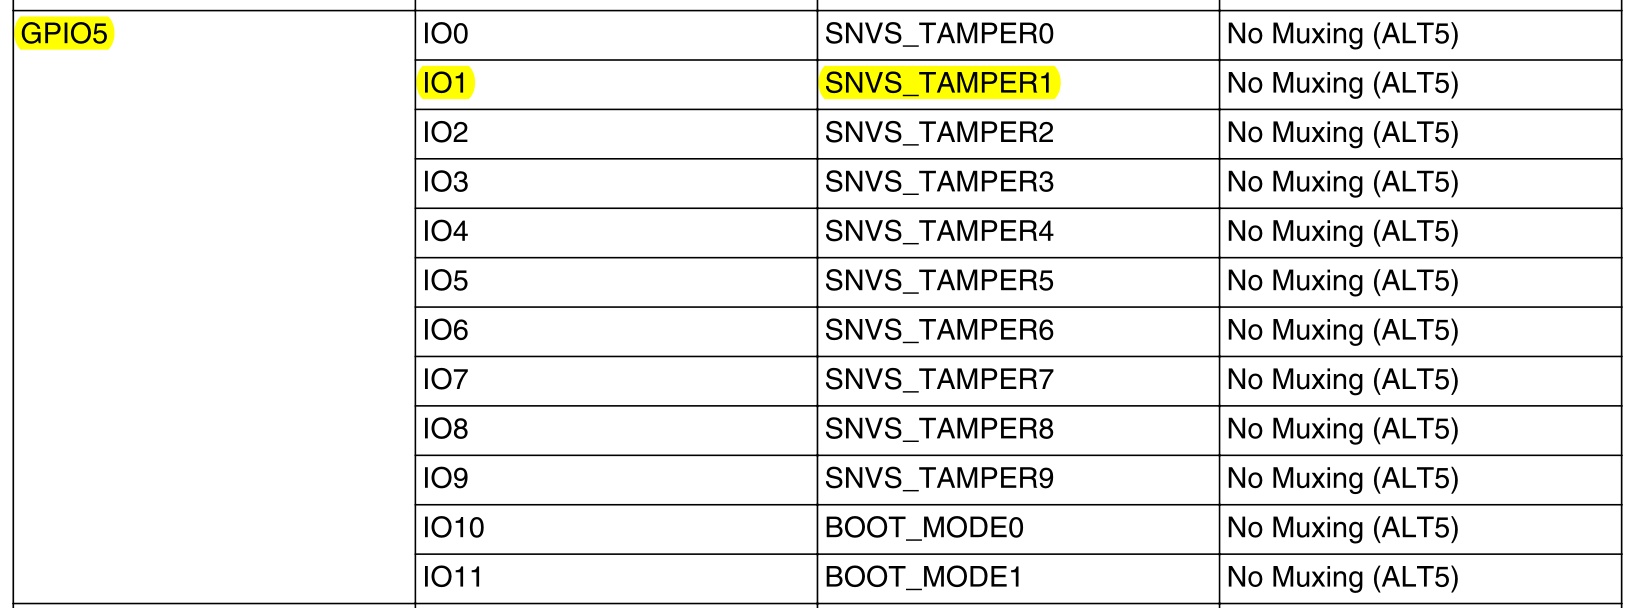 GPIO5 IO0 SNVS_TAMPER0 No Muxing (ALT5)
IO1 SNVS_TAMPER1 No Muxing (ALT5)
IO2 SNVS_TAMPER2 No Muxing (ALT5)
IO3 SNVS_TAMPER3 No Muxing (ALT5)
IO4 SNVS_TAMPER4 No Muxing (ALT5)
IO5 SNVS_TAMPER5 No Muxing (ALT5)
IO6 SNVS_TAMPER6 No Muxing (ALT5)
IO7 SNVS_TAMPER7 No Muxing (ALT5)
IO8 SNVS_TAMPER8 No Muxing (ALT5)
IO9 SNVS_TAMPER9 No Muxing (ALT5)
IO10 BOOT_MODE0 No Muxing (ALT5)
IO11 BOOT_MODE1 No Muxing (ALT5)